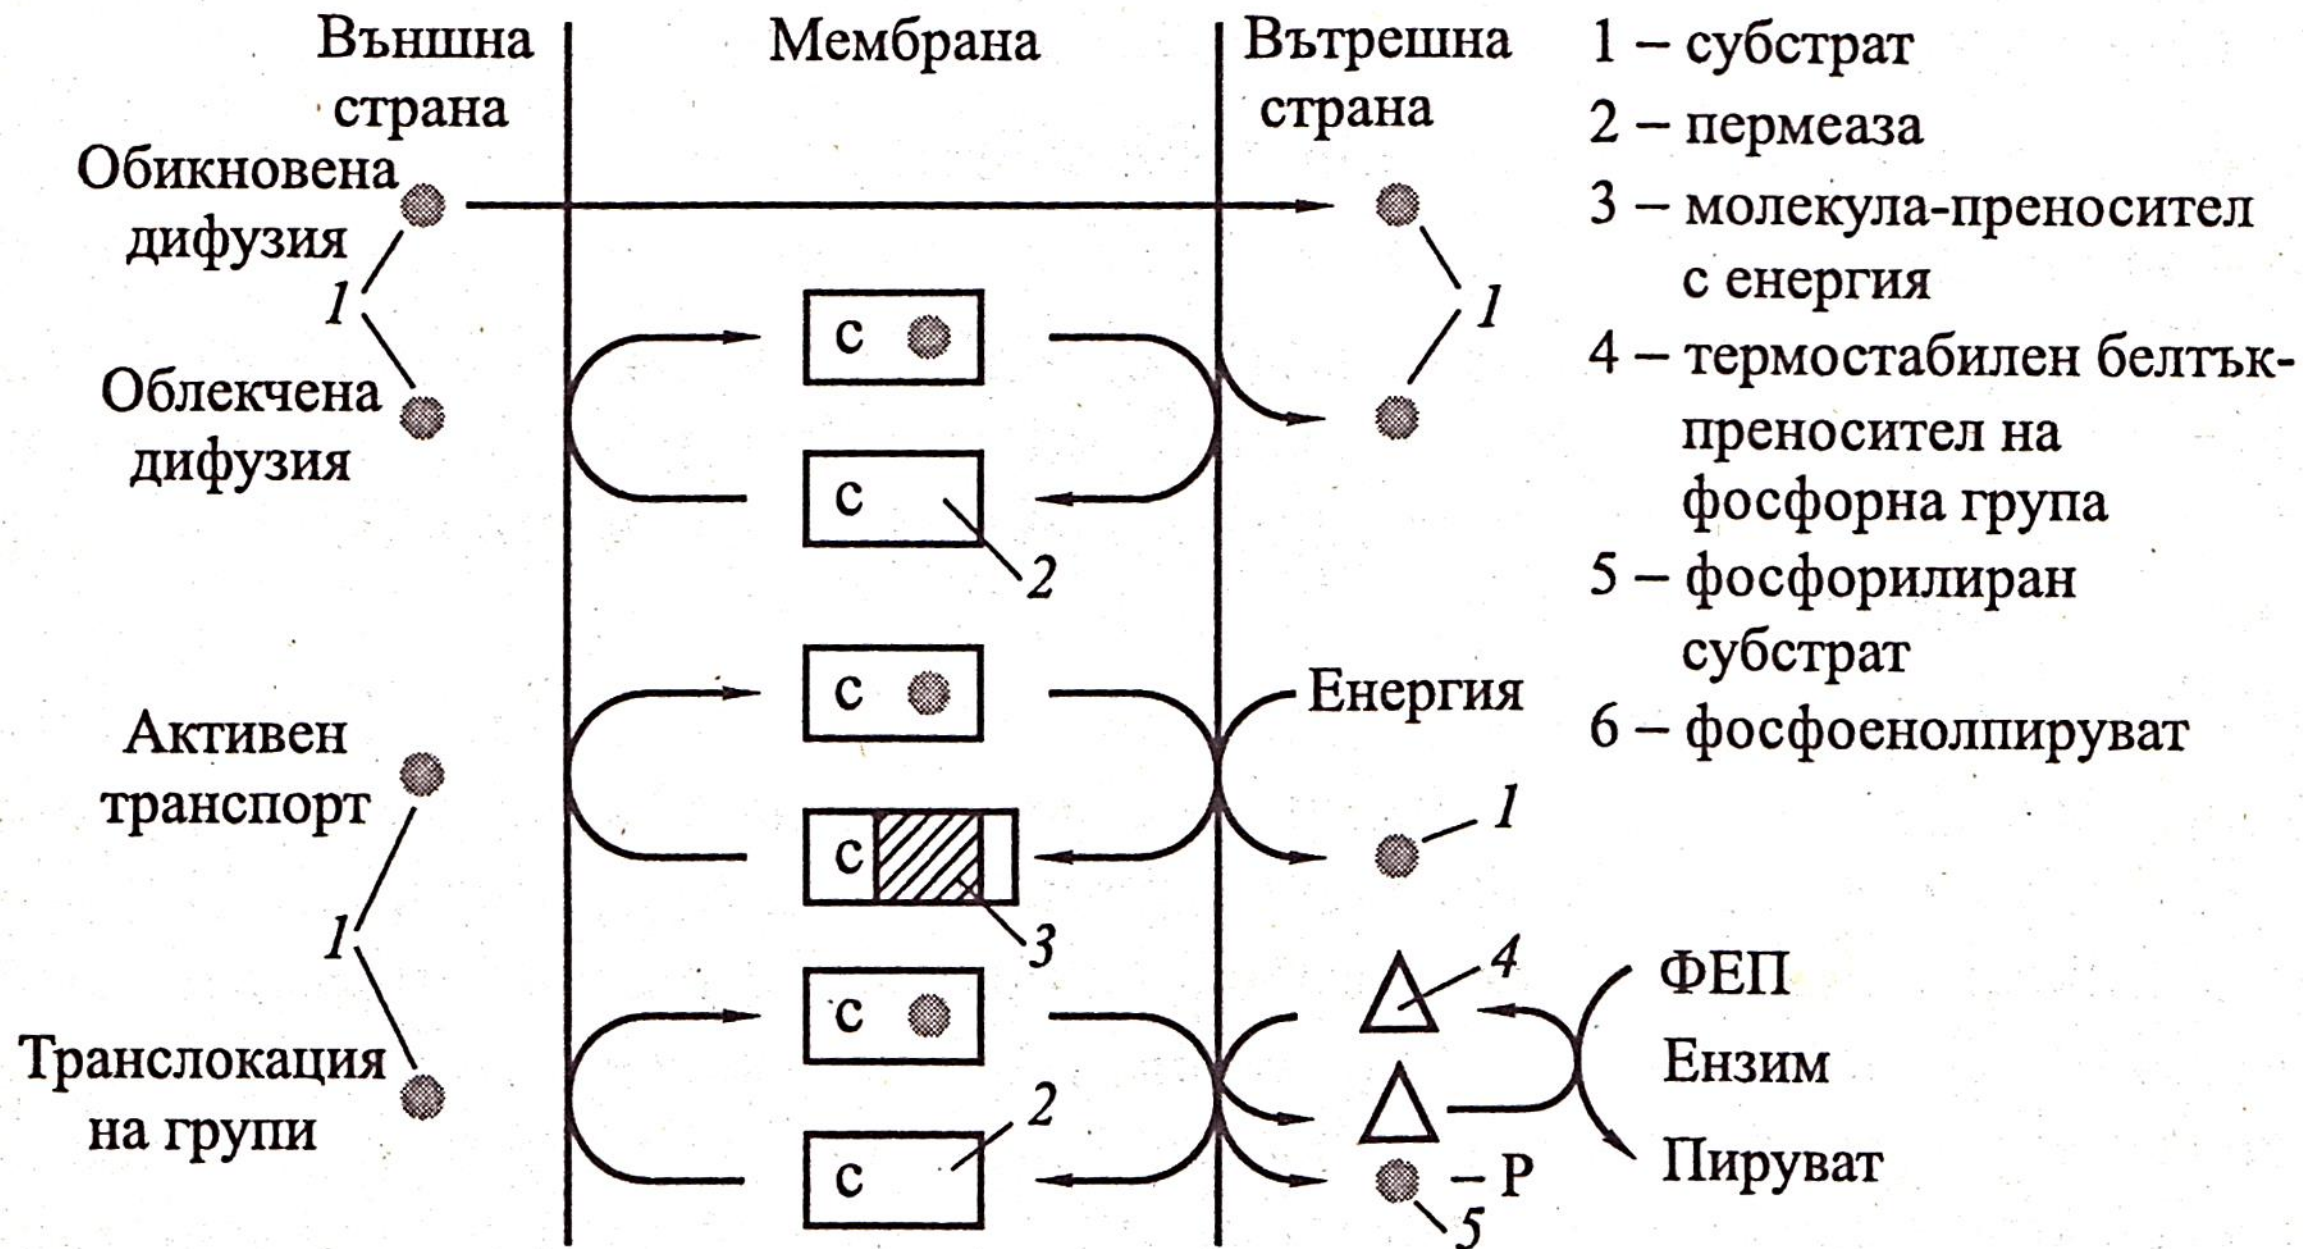 Външна
страна
Мембрана
Вътрешна
страна
Обикновена
дифузия
1
Облекчена
дифузия
с
с
2
1
Активен
транспорт
1
Транслокация
на групи
с
с
3
с
с
2
Енергия
1
4
ФЕП
Ензим
Пируват
– Р
5
1 – субстрат
2 – пермеаза
3 – молекула-преносител
с енергия
4 – термостабилен белтък-
преносител на
фосфорна група
5 – фосфорилиран
субстрат
6 – фосфоенолпируват